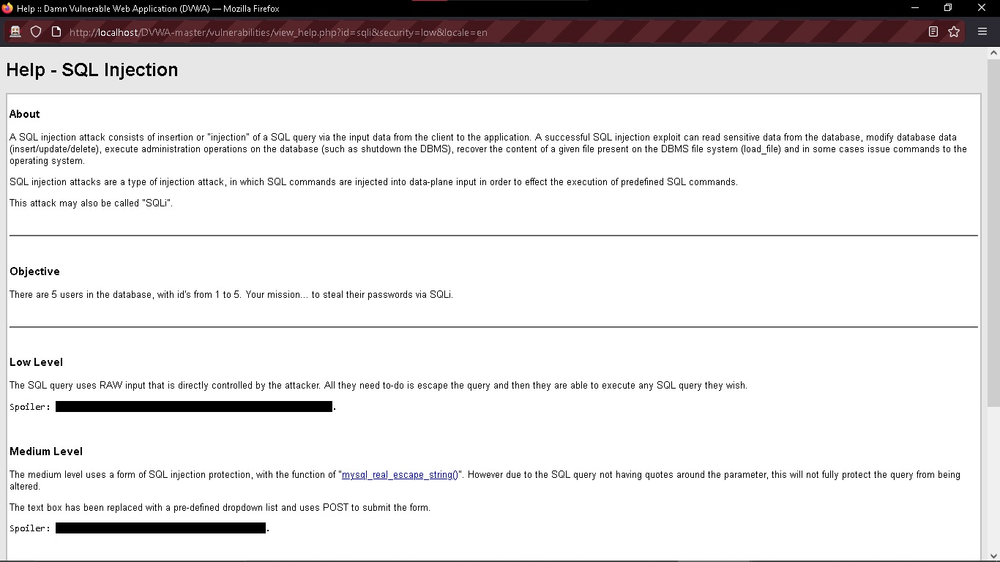 Help :: Damn Vulnerable Web Application (DVWA) — Mozilla Firefox
http://localhost/DVWA-master/vulnerabilities/view_help.php?id=sqli&security=low&locale=en
Help - SQL Injection
About
A SQL injection attack consists of insertion or "injection" of a SQL query via the input data from the client to the application. A successful SQL injection exploit can read sensitive data from the database, modify database data
(insert/update/delete), execute administration operations on the database (such as shutdown the DBMS), recover the content of a given file present on the DBMS file system (load_file) and in some cases issue commands to the
operating system.
SQL injection attacks are a type of injection attack, in which SQL commands are injected into data-plane input in order to effect the execution of predefined SQL commands.
This attack may also be called "SQLi".
Objective
There are 5 users in the database, with id's from 1 to 5. Your mission... to steal their passwords via SQLi.
Low Level
The SQL query uses RAW input that is directly controlled by the attacker. All they need to-do is escape the query and then they are able to execute any SQL query they wish.
Spoiler: .
Medium Level
The medium level uses a form of SQL injection protection, with the function of "mysql_real_escape_string()". However due to the SQL query not having quotes around the parameter, this will not fully protect the query from being
altered.
The text box has been replaced with a pre-defined dropdown list and uses POST to submit the form.
Spoiler: .